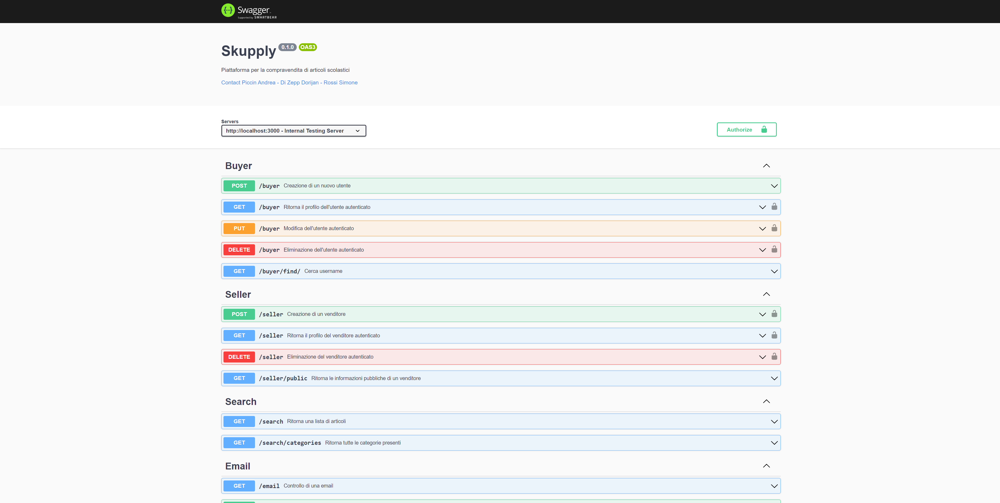 Swagger
Supported by SMARTBEAR
Skupply 0.1.0 OAS3
Piattaforma per la compravendita di articoli scolastici
Contact Piccin Andrea - Di Zepp Dorijan - Rossi Simone
Servers
http://localhost:3000 - Internal Testing Server
Authorize
Buyer
POST /buyer Creazione di un nuovo utente
GET /buyer Ritorna il profilo dell'utente autenticato
PUT /buyer Modifica dell'utente autenticato
DELETE /buyer Eliminazione dell'utente autenticato
GET /buyer/find/ Cerca username
Seller
POST /seller Creazione di un venditore
GET /seller Ritorna il profilo del venditore autenticato
DELETE /seller Eliminazione del venditore autenticato
GET /seller/public Ritorna le informazioni pubbliche di un venditore
Search
GET /search Ritorna una lista di articoli
GET /search/categories Ritorna tutte le categorie presenti
Email
GET /email Controllo di una email